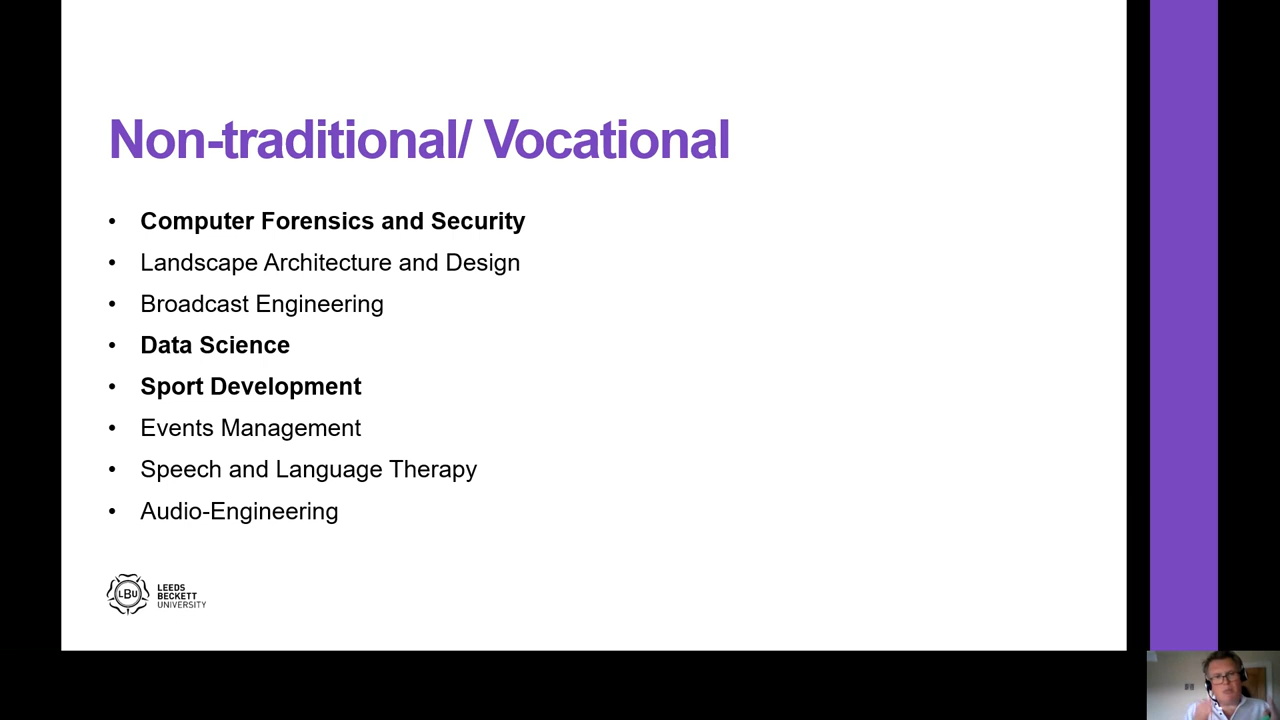 Non-traditional/ Vocational
• Computer Forensics and Security
• Landscape Architecture and Design
• Broadcast Engineering
• Data Science
• Sport Development
• Events Management
• Speech and Language Therapy
• Audio-Engineering
LBU
LEEDS
BECKETT
UNIVERSITY